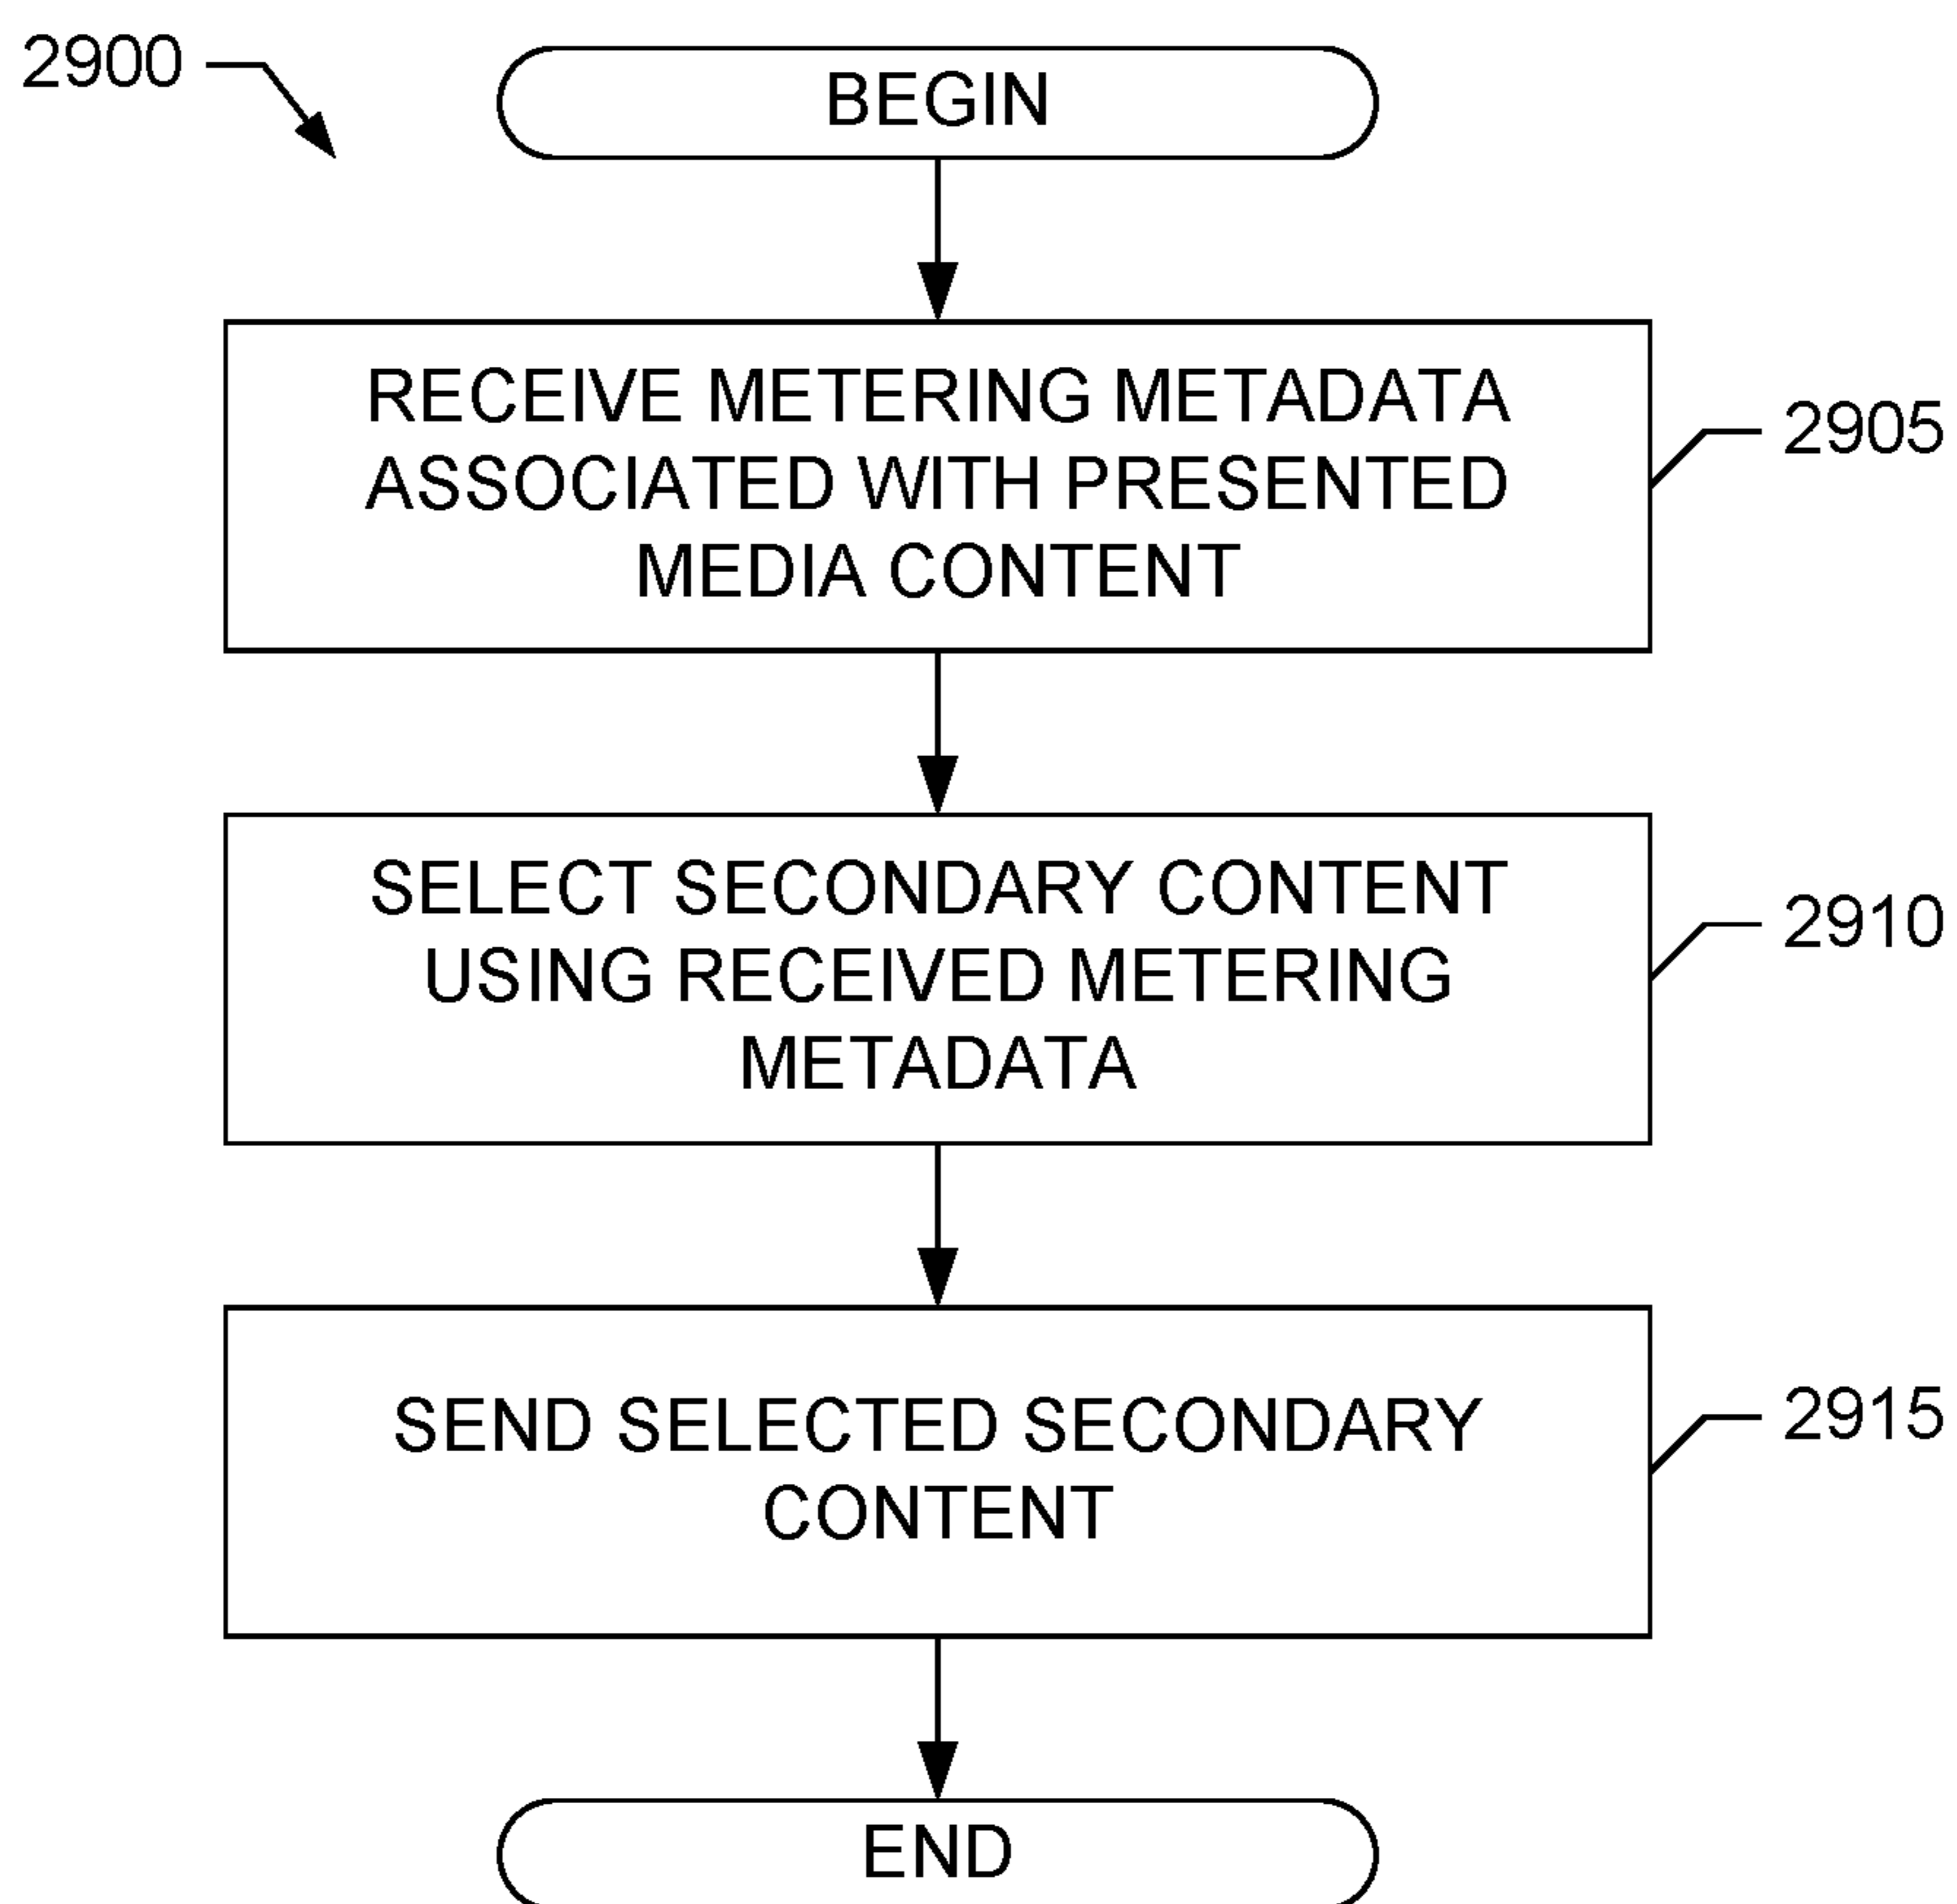 2900
BEGIN
RECEIVE METERING METADATA
ASSOCIATED WITH PRESENTED
MEDIA CONTENT
2905
SELECT SECONDARY CONTENT
USING RECEIVED METERING
METADATA
2910
SEND SELECTED SECONDARY
CONTENT
2915
END